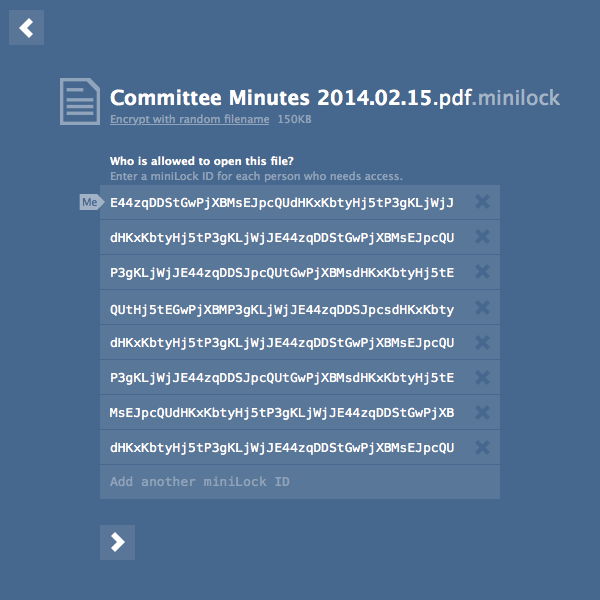 Committee Minutes 2014.02.15.pdf.minilock
Encrypt with random filename 150KB
Who is allowed to open this file?
Enter a miniLock ID for each person who needs access.
Me E44zqDDStGwPjXBMsEJpcQUdHKxKbtyHj5tP3gKLjWjJ
dHKxKbtyHj5tP3gKLjWjJE44zqDDStGwPjXBMsEJpcQU
P3gKLjWjJE44zqDDSJpcQUtGwPjXBMsdHKxKbtyHj5tE
QUtHj5tEGwPjXBMP3gKLjWjJE44zqDDSJpcsdHKxKbty
dHKxKbtyHj5tP3gKLjWjJE44zqDDStGwPjXBMsEJpcQU
P3gKLjWjJE44zqDDSJpcQUtGwPjXBMsdHKxKbtyHj5tE
MsEJpcQUdHKxKbtyHj5tP3gKLjWjJE44zqDDStGwPjXB
dHKxKbtyHj5tP3gKLjWjJE44zqDDStGwPjXBMsEJpcQU
Add another miniLock ID